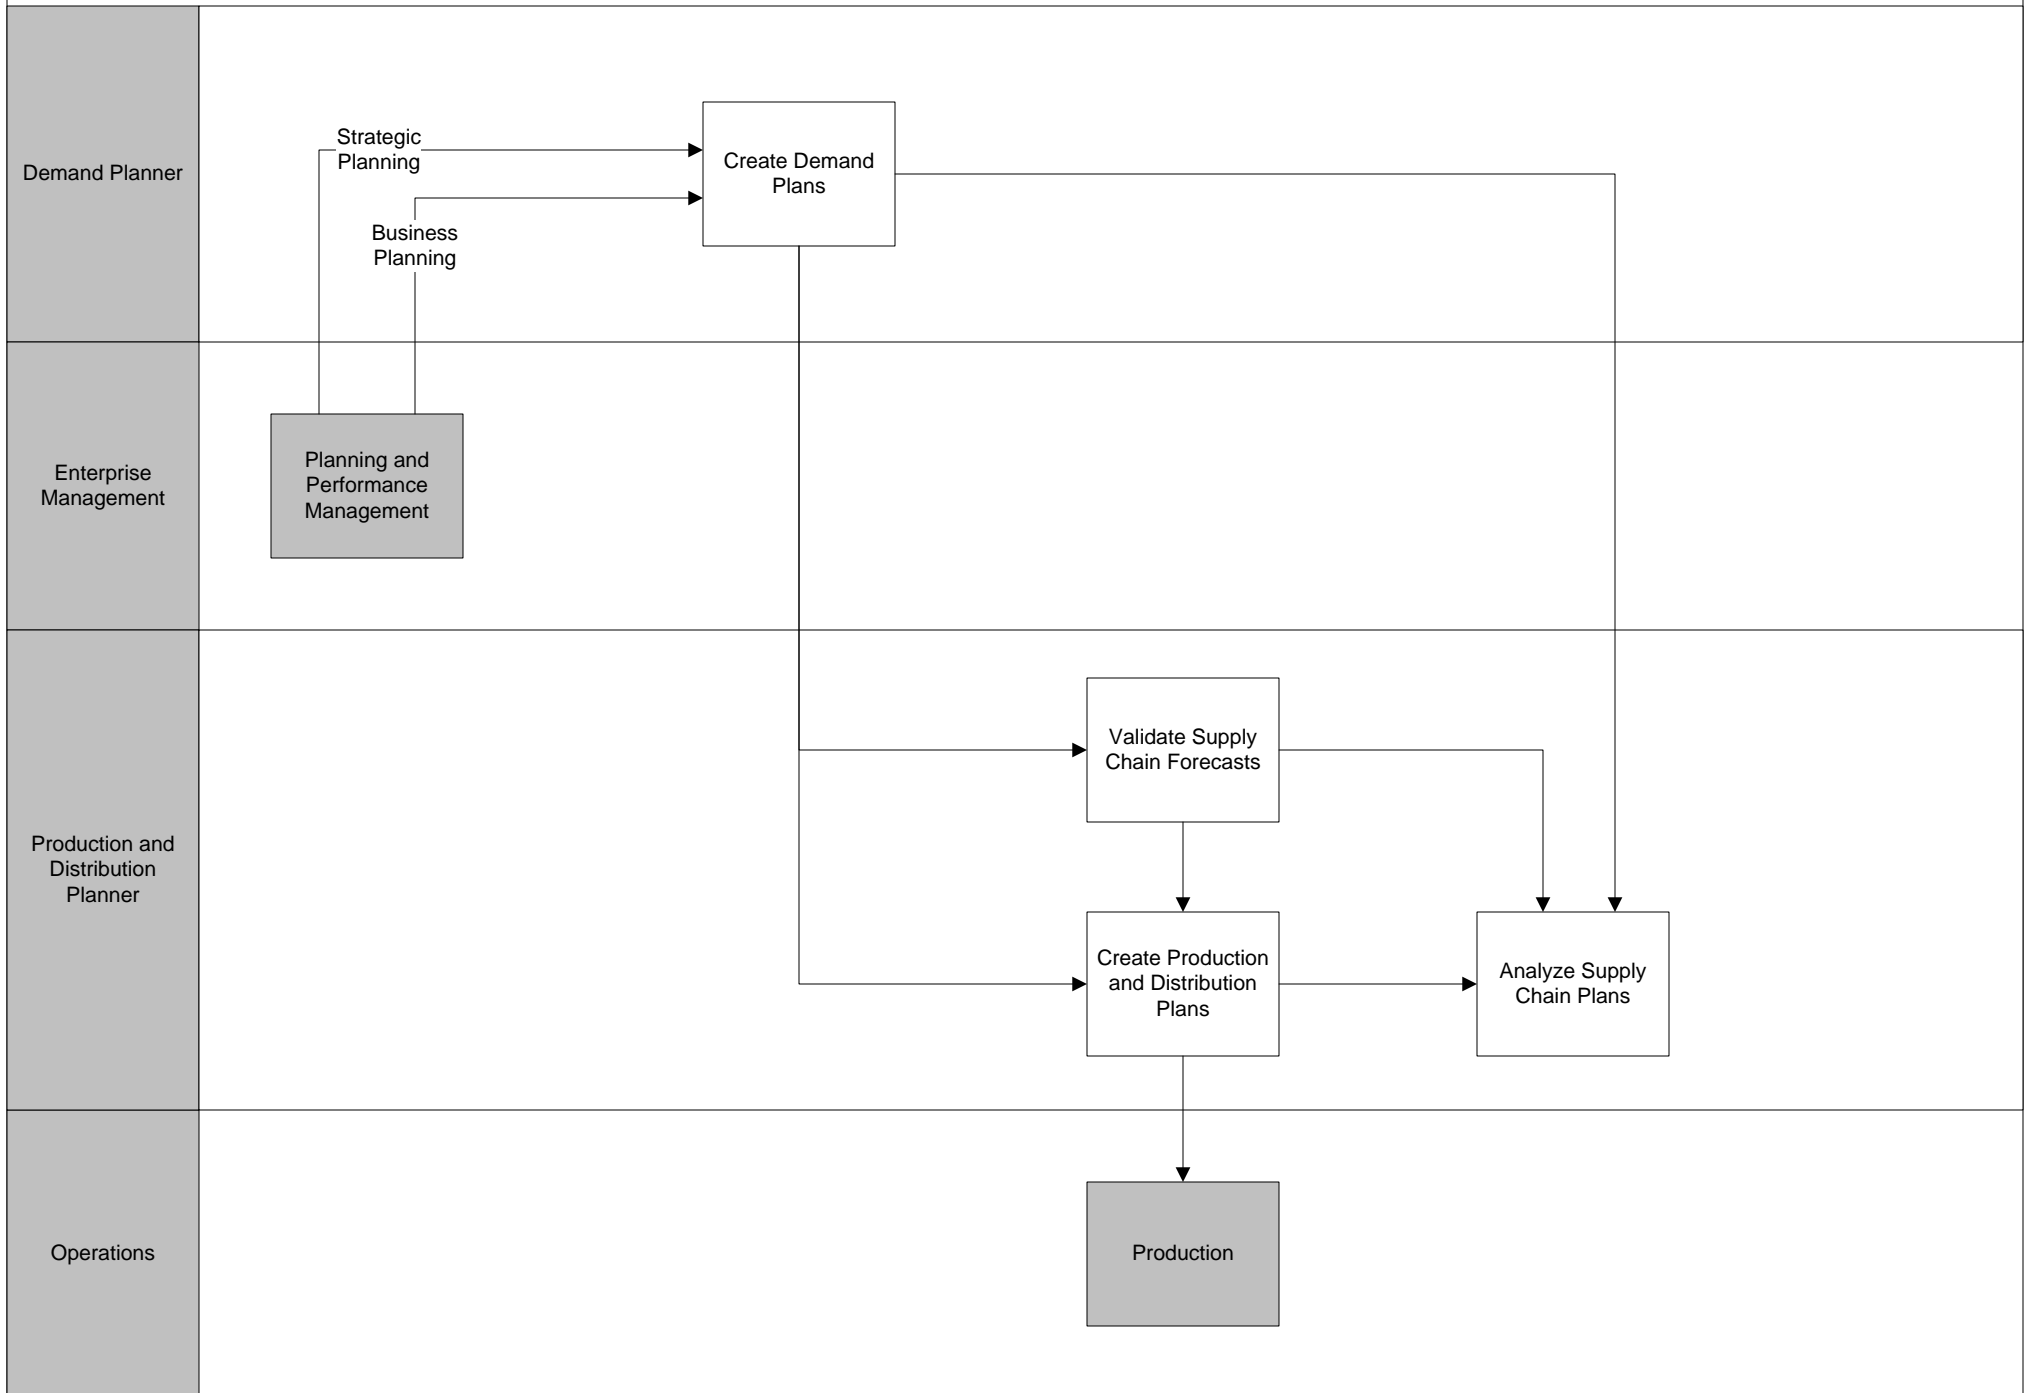 Demand Planner
Strategic
Planning
Business
Planning
Create Demand
Plans
Enterprise
Management
Planning and
Performance
Management
Production and
Distribution
Planner
Validate Supply
Chain Forecasts
Create Production
and Distribution
Plans
Analyze Supply
Chain Plans
Operations
Production